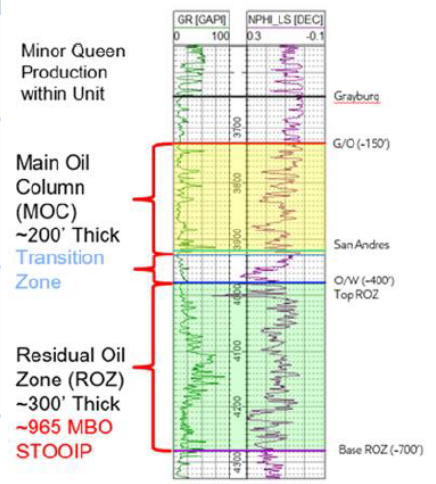 GR [GAPI] NPHI_LS [DEC]
0 100 0.3 -0.1
Minor Queen
Production
within Unit
Grayburg
3700
G/O (-150')
Main Oil
Column
(MOC)
~200' Thick
3800
3900
San Andres
Transition
Zone
O/W (-400')
4000
Top ROZ
4100
Residual Oil
Zone (ROZ)
~300' Thick
~965 MBO
STOOIP
4200
Base ROZ (-700')
4300